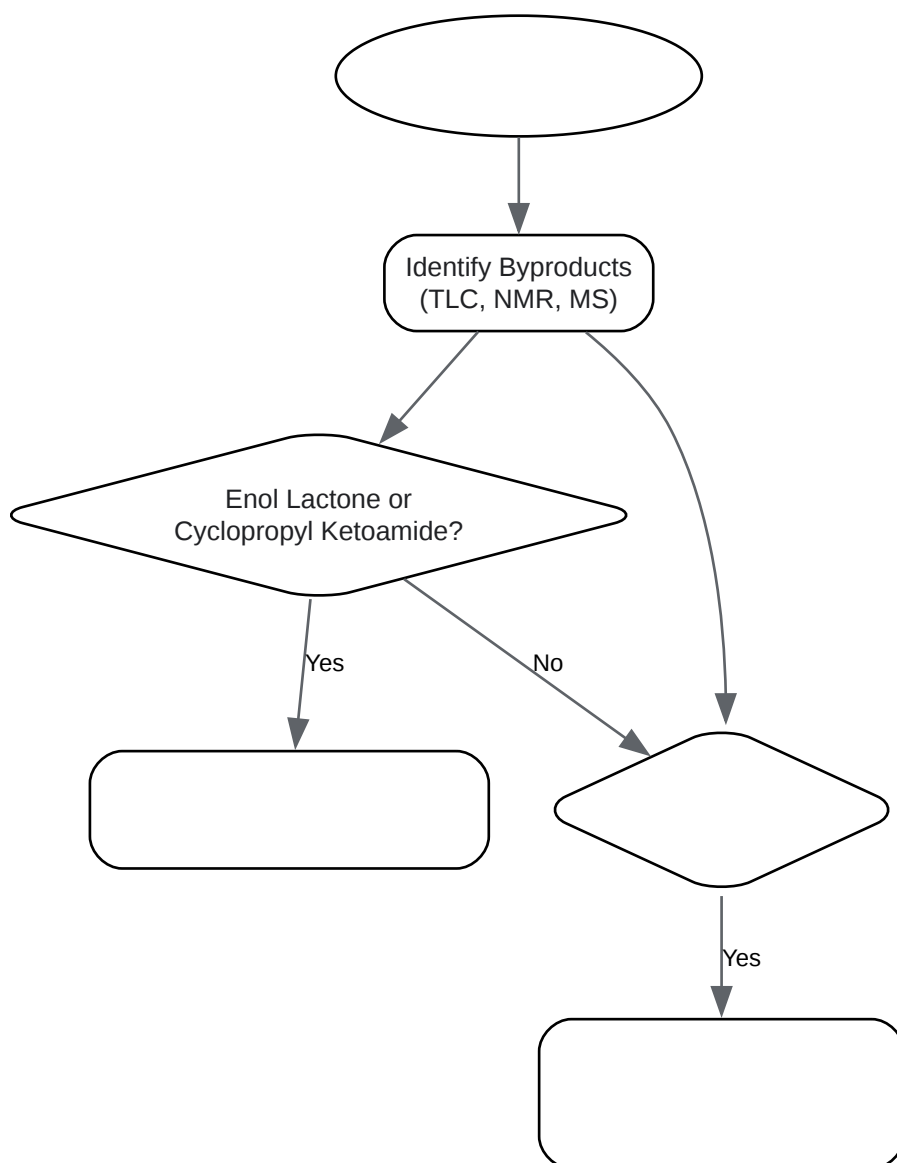 Identify Byproducts
(TLC, NMR, MS)
Enol Lactone or
Cyclopropyl Ketoamide?
Yes
No
Yes